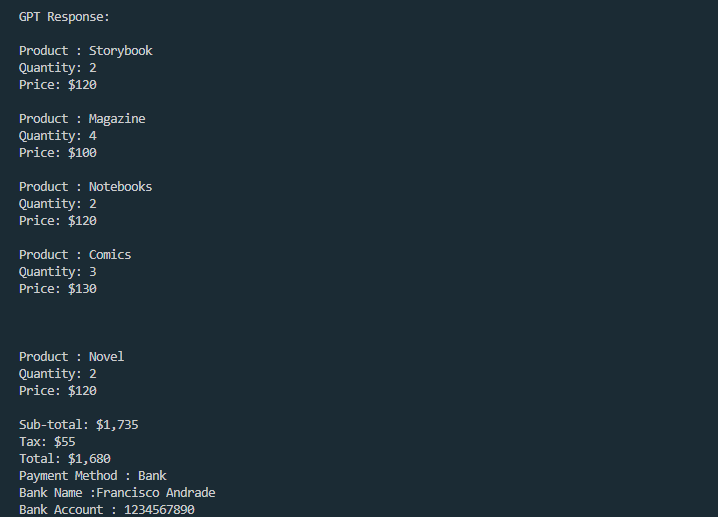 GPT Response:
Product : Storybook
Quantity: 2
Price: $120
Product : Magazine
Quantity: 4
Price: $100
Product : Notebooks
Quantity: 2
Price: $120
Product : Comics
Quantity: 3
Price: $130
Product : Novel
Quantity: 2
Price: $120
Sub-total: $1,735
Tax: $55
Total: $1,680
Payment Method : Bank
Bank Name :Francisco Andrade
Bank Account : 1234567890